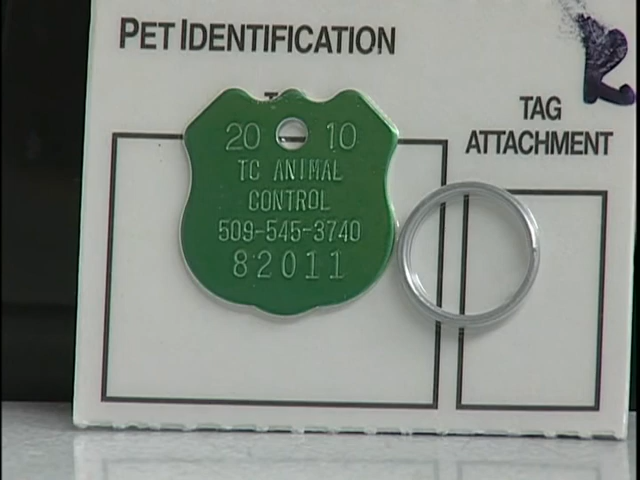 PET IDENTIFICATION
TAG
ATTACHMENT
20 10
TC ANIMAL
CONTROL
509-545-3740
82011